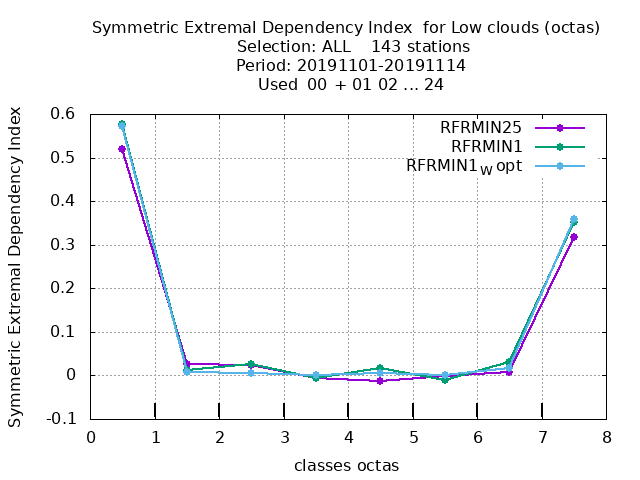 Symmetric Extremal Dependency Index  for Low clouds (octas)
Selection: ALL    143 stations
Period: 20191101-20191114
Used  00  + 01 02 ... 24
Symmetric Extremal Dependency Index
0.6
0.5
0.4
0.3
0.2
0.1
0
-0.1
RFRMIN25
RFRMIN1
RFRMIN1W opt
0 1 2 3 4 5 6 7 8
classes octas